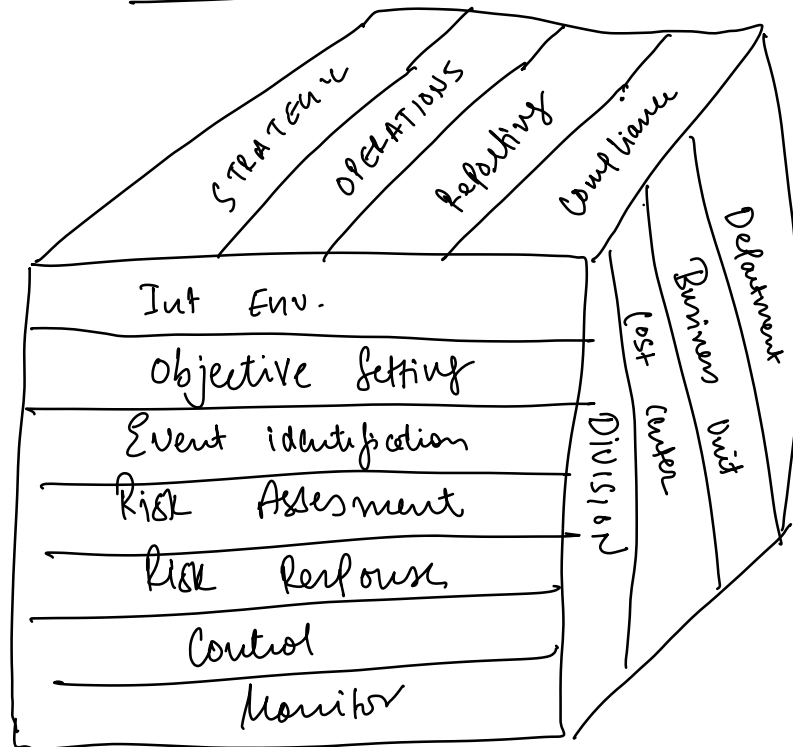 STRATEGIC
OPERATIONS
Reporting
Compliance
Int Env.
Objective Setting
Event identification
Risk Assesment
Risk Response
Control
Monitor
DIVISION
Cost Center
Business Unit
Department